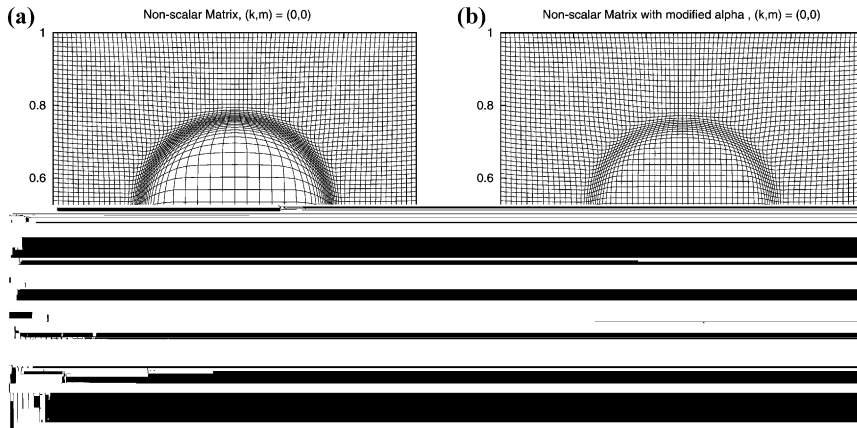 (a)
Non-scalar Matrix, (k,m) = (0,0)
1
0.8
0.6
(b)
Non-scalar Matrix with modified alpha , (k,m) = (0,0)
1
0.8
0.6